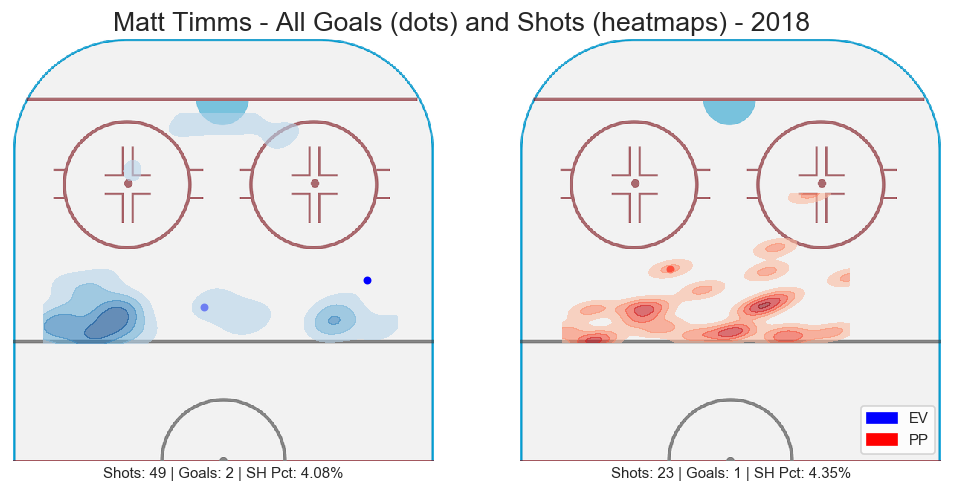 Matt Timms - All Goals (dots) and Shots (heatmaps) - 2018
EV
PP
Shots: 49 | Goals: 2 | SH Pct: 4.08%
Shots: 23 | Goals: 1 | SH Pct: 4.35%